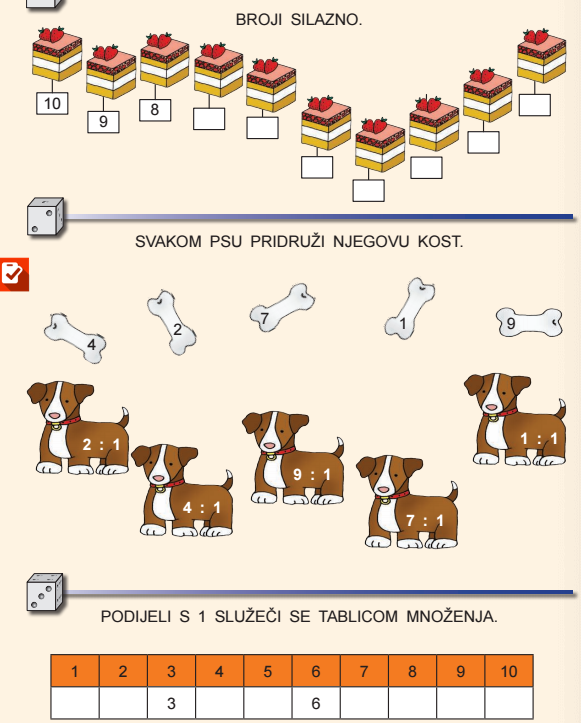 BROJI SILAZNO.
10
9
8
SVAKOM PSU PRIDRUŽI NJEGOVU KOST.
4
2
7
1
9
2 : 1
4 : 1
9 : 1
7 : 1
1 : 1
PODIJELI S 1 SLUŽEČI SE TABLICOM MNOŽENJA.
1 2 3 4 5 6 7 8 9 10
3 6